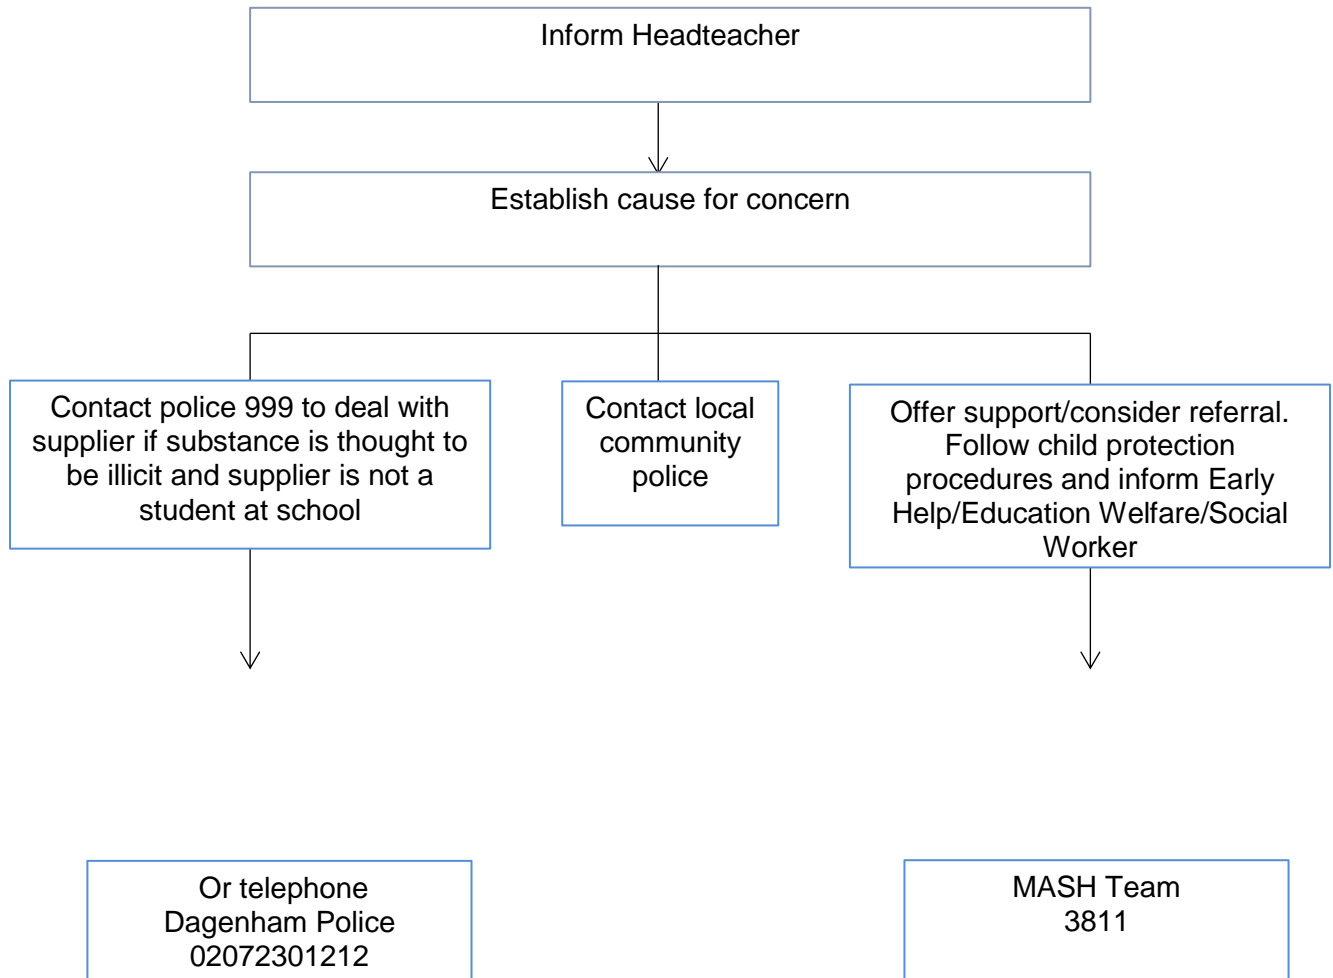 Inform Headteacher
Establish cause for concern
Contact police 999 to deal with
supplier if substance is thought to
be illicit and supplier is not a
student at school
Contact local
community
police
Offer support/consider referral.
Follow child protection
procedures and inform Early
Help/Education Welfare/Social
Worker
Or telephone
Dagenham Police
02072301212
MASH Team
3811